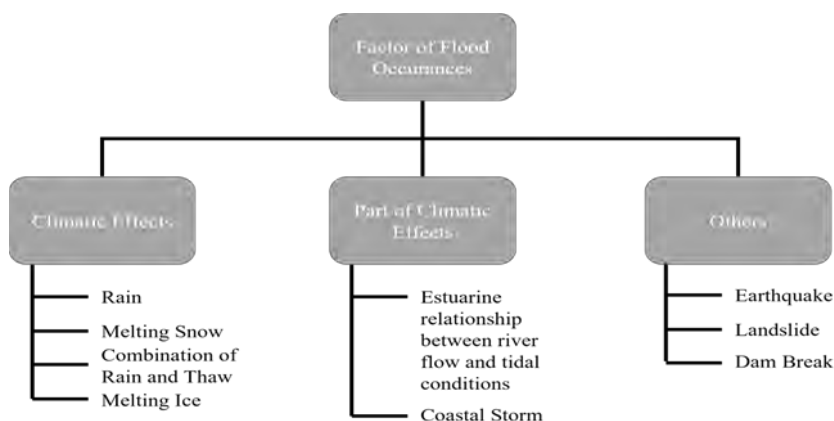 Factor of Flood
Occurances
Climatic Effects
Part of Climatic
Effects
Others
Rain
Melting Snow
Combination of
Rain and Thaw
Melting Ice
Estuarine
relationship
between river
flow and tidal
conditions
Coastal Storm
Earthquake
Landslide
Dam Break